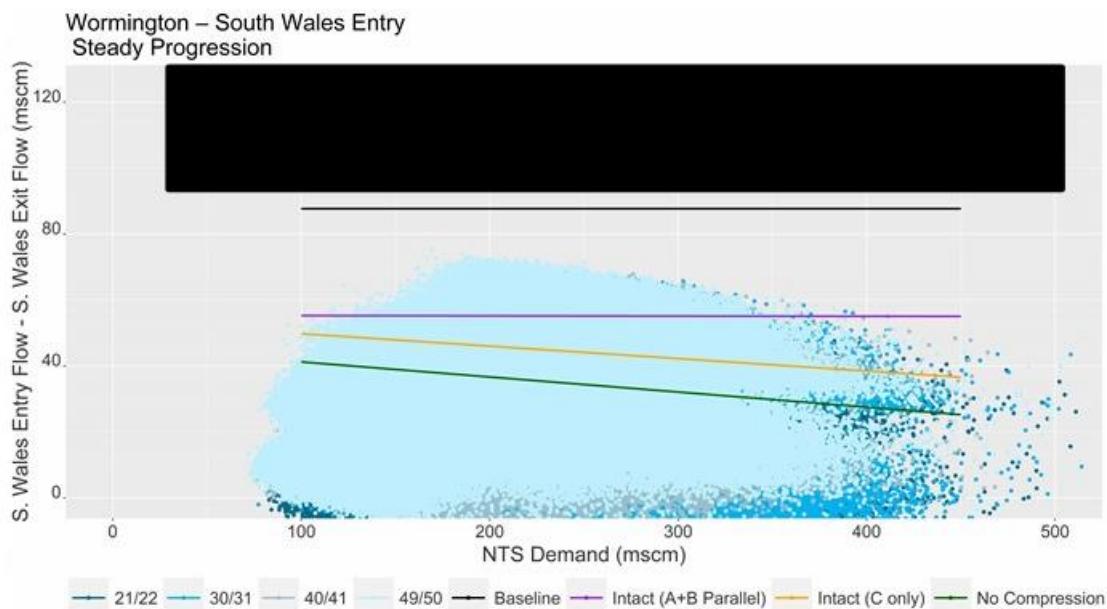 Wormington – South Wales Entry
Steady Progression
S. Wales Entry Flow - S. Wales Exit Flow (mscm)
120
80
40
0
0 100 200 300 400 500
NTS Demand (mscm)
21/22 30/31 40/41 49/50 Baseline Intact (A+B Parallel) Intact (C only) No Compression